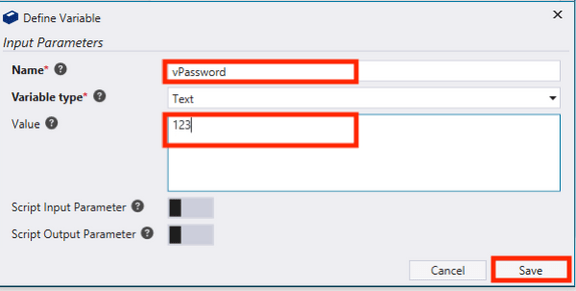 Define Variable
Input Parameters
Name* ?
vPassword
Variable type* ?
Text
Value ?
123
Script Input Parameter ?
Script Output Parameter ?
Cancel
Save